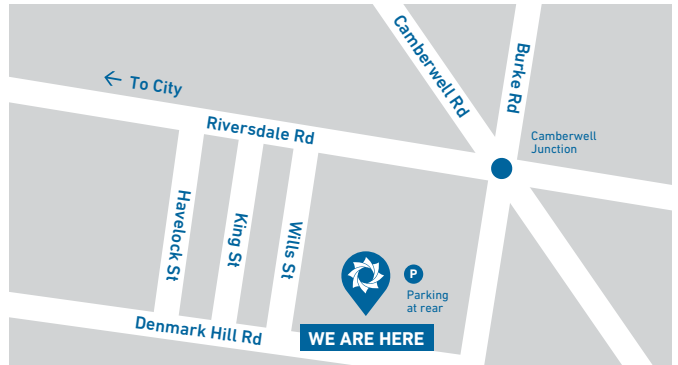 Camberwell Rd
Burke Rd
To City
Riversdale Rd
Camberwell
Junction
Havelock St
King St
Wills St
P
Parking
at rear
Denmark Hill Rd
WE ARE HERE